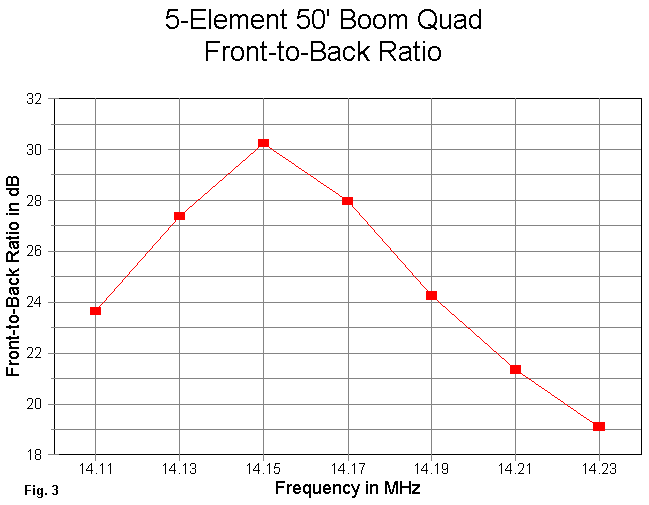 5-Element 50' Boom Quad
Front-to-Back Ratio
Front-to-Back Ratio in dB
32
30
28
26
24
22
20
18
14.11 14.13 14.15 14.17 14.19 14.21 14.23
Frequency in MHz
Fig. 3